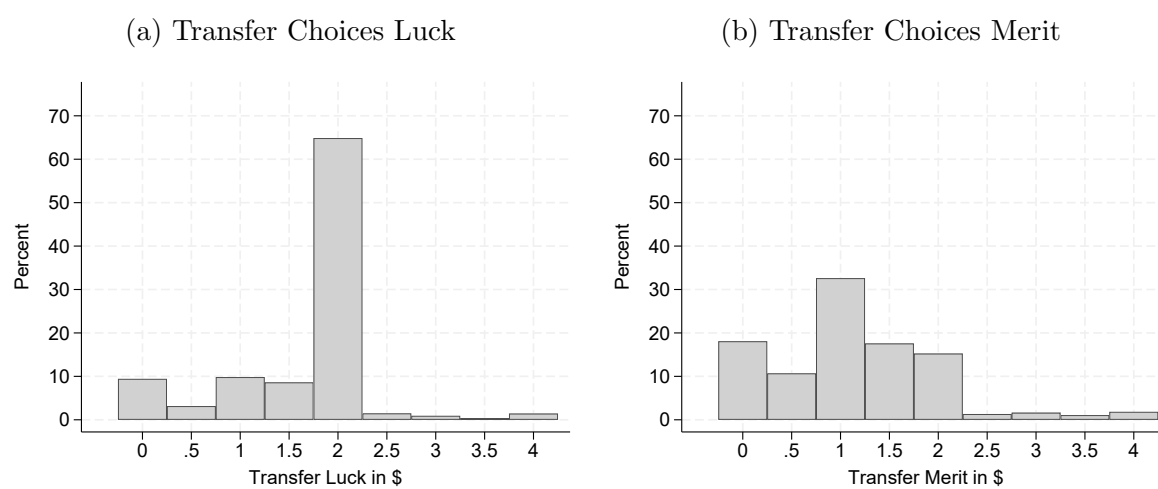 (a) Transfer Choices Luck
70
60
50
40
30
20
10
0
Percent
0 .5 1 1.5 2 2.5 3 3.5 4
Transfer Luck in $
(b) Transfer Choices Merit
70
60
50
40
30
20
10
0
Percent
0 .5 1 1.5 2 2.5 3 3.5 4
Transfer Merit in $